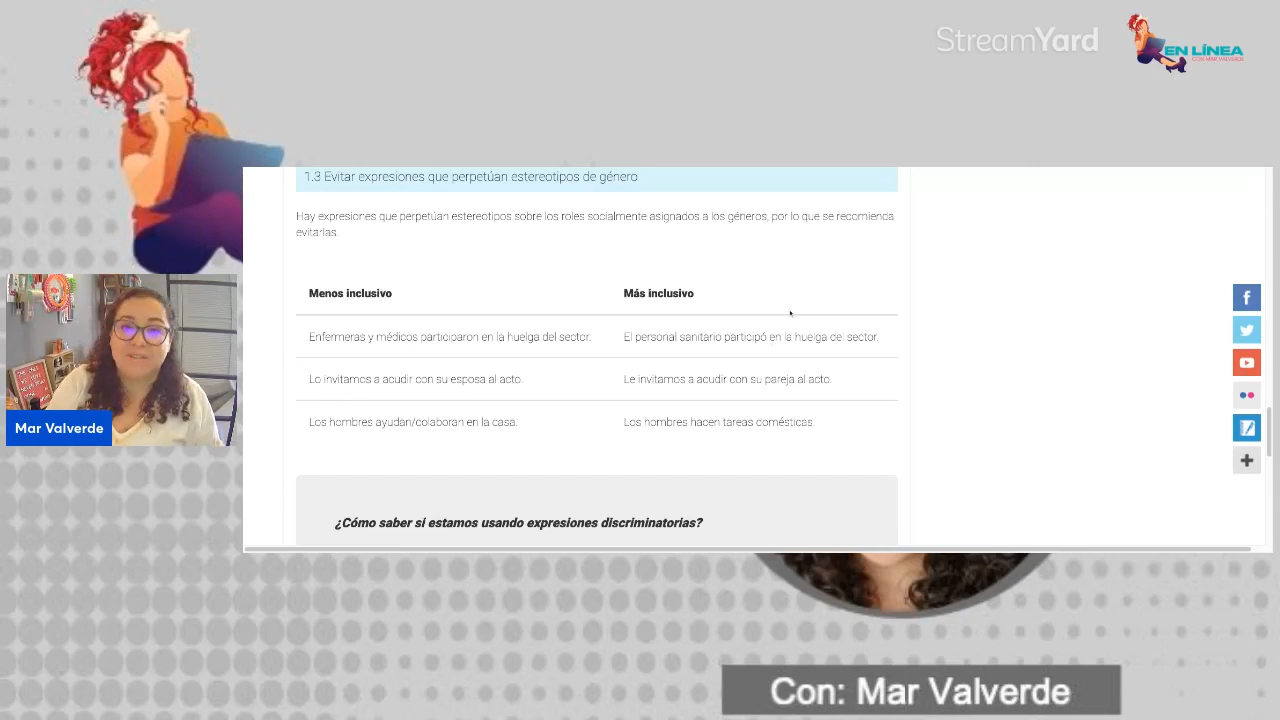 StreamYard
EN LÍNEA
CON MAR VALVERDE
1.3 Evitar expresiones que perpetúan estereotipos de género
Hay expresiones que perpetúan estereotipos sobre los roles socialmente asignados a los géneros, por lo que se recomienda
evitarlas.
Menos inclusivo
Más inclusivo
Enfermeras y médicos participaron en la huelga del sector.
El personal sanitario participó en la huelga del sector.
Lo invitamos a acudir con su esposa al acto.
Le invitamos a acudir con su pareja al acto.
Los hombres ayudan/colaboran en la casa.
Los hombres hacen tareas domésticas.
¿Cómo saber si estamos usando expresiones discriminatorias?
Mar Valverde
Con: Mar Valverde